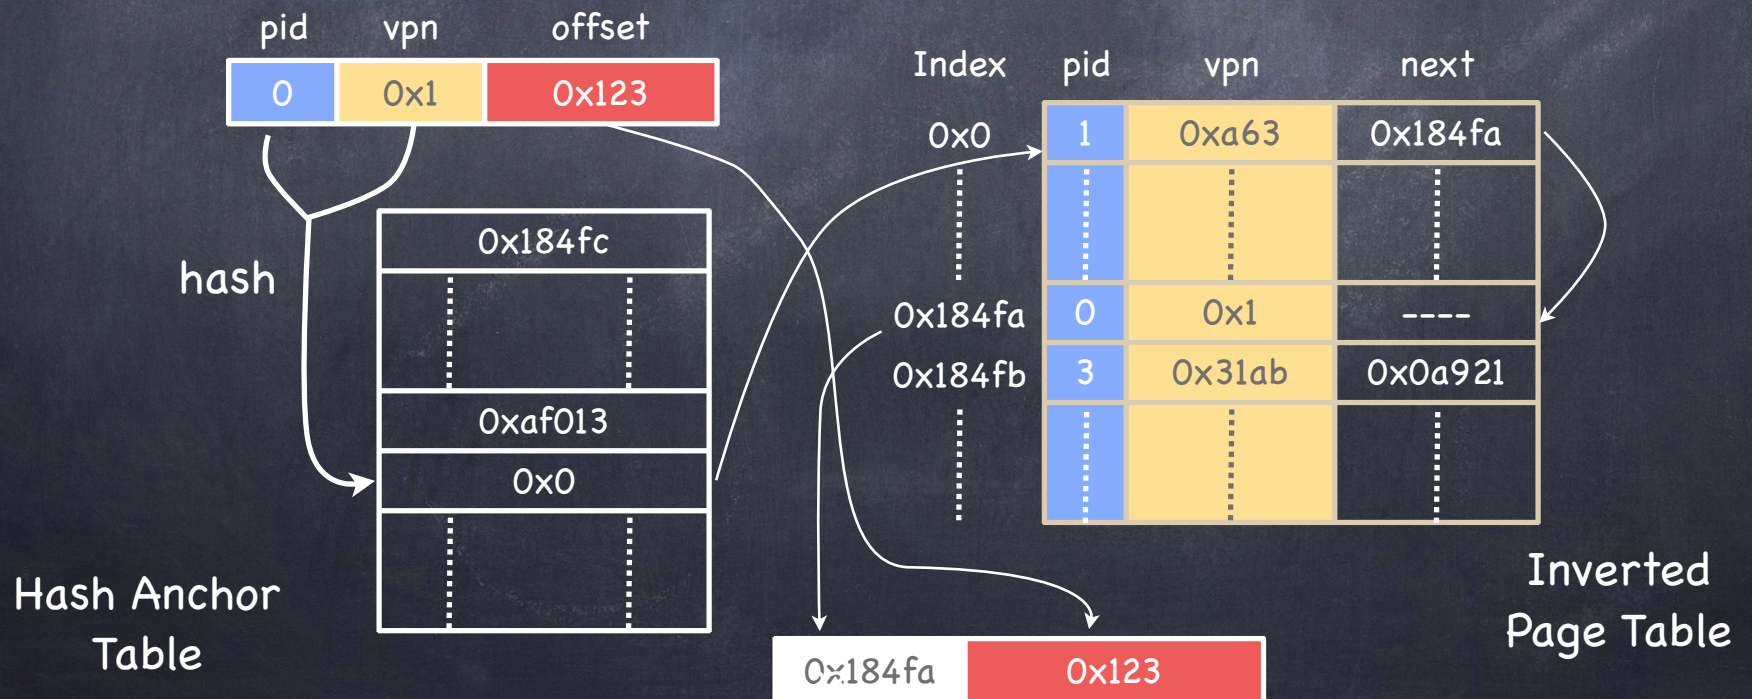 pid vpn offset
0 0x1 0x123
hash
0x184fc
0xaf013
0x0
Hash Anchor
Table
Index pid vpn next
0x0 1 0xa63 0x184fa
0x184fa 0 0x1 ----
0x184fb 3 0x31ab 0x0a921
Inverted
Page Table
0x184fa 0x123